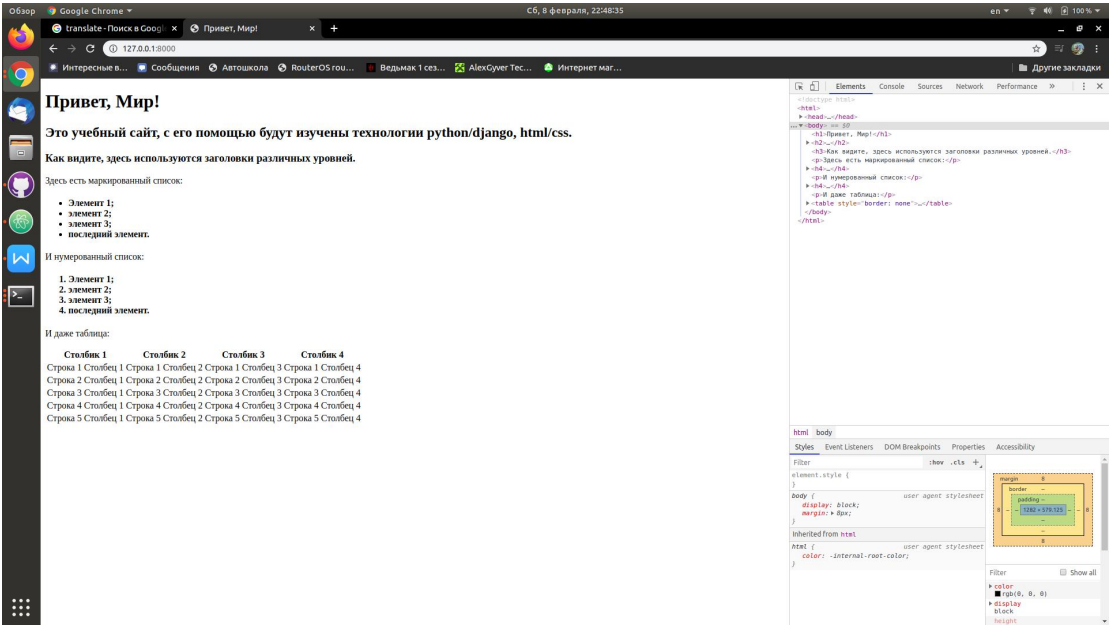 Обзор Google Chrome Сб, 8 февраля, 22:48:35 en 100 %
translate - Поиск в Googl × Привет, Мир! × +
127.0.0.1:8000
Интересные в... Сообщения Автошкола RouterOS rou... Ведьмак 1 сез... AlexGyver Tec... Интернет маг... Другие закладки
Привет, Мир!
Это учебный сайт, с его помощью будут изучены технологии python/django, html/css.
Как видите, здесь используются заголовки различных уровней.
Здесь есть маркированный список:
• Элемент 1;
• элемент 2;
• элемент 3;
• последний элемент.
И нумерованный список:
1. Элемент 1;
2. элемент 2;
3. элемент 3;
4. последний элемент.
И даже таблица:
Столбик 1 Столбик 2 Столбик 3 Столбик 4
Строка 1 Столбец 1 Строка 1 Столбец 2 Строка 1 Столбец 3 Строка 1 Столбец 4
Строка 2 Столбец 1 Строка 2 Столбец 2 Строка 2 Столбец 3 Строка 2 Столбец 4
Строка 3 Столбец 1 Строка 3 Столбец 2 Строка 3 Столбец 3 Строка 3 Столбец 4
Строка 4 Столбец 1 Строка 4 Столбец 2 Строка 4 Столбец 3 Строка 4 Столбец 4
Строка 5 Столбец 1 Строка 5 Столбец 2 Строка 5 Столбец 3 Строка 5 Столбец 4
Elements Console Sources Network Performance » ⋮ ×
<!doctype html>
<html>
▸<head>…</head>
...▾<body> == $0
<h1>Привет, Мир!</h1>
▸<h2>…</h2>
<h3>Как видите, здесь используются заголовки различных уровней.</h3>
<p>Здесь есть маркированный список:</p>
▸<h4>…</h4>
<p>И нумерованный список:</p>
▸<h4>…</h4>
<p>И даже таблица:</p>
▸<table style="border: none">…</table>
</body>
</html>
html body
Styles Event Listeners DOM Breakpoints Properties Accessibility
Filter :hov .cls +
element.style {
}
body { user agent stylesheet
display: block;
margin: ▸ 8px;
}
Inherited from html
html { user agent stylesheet
color: -internal-root-color;
}
margin 8
border –
padding –
8 – – 1282 × 578.125 – – 8
–
–
8
Filter Show all
▸color
rgb(0, 0, 0)
▸display
block
height